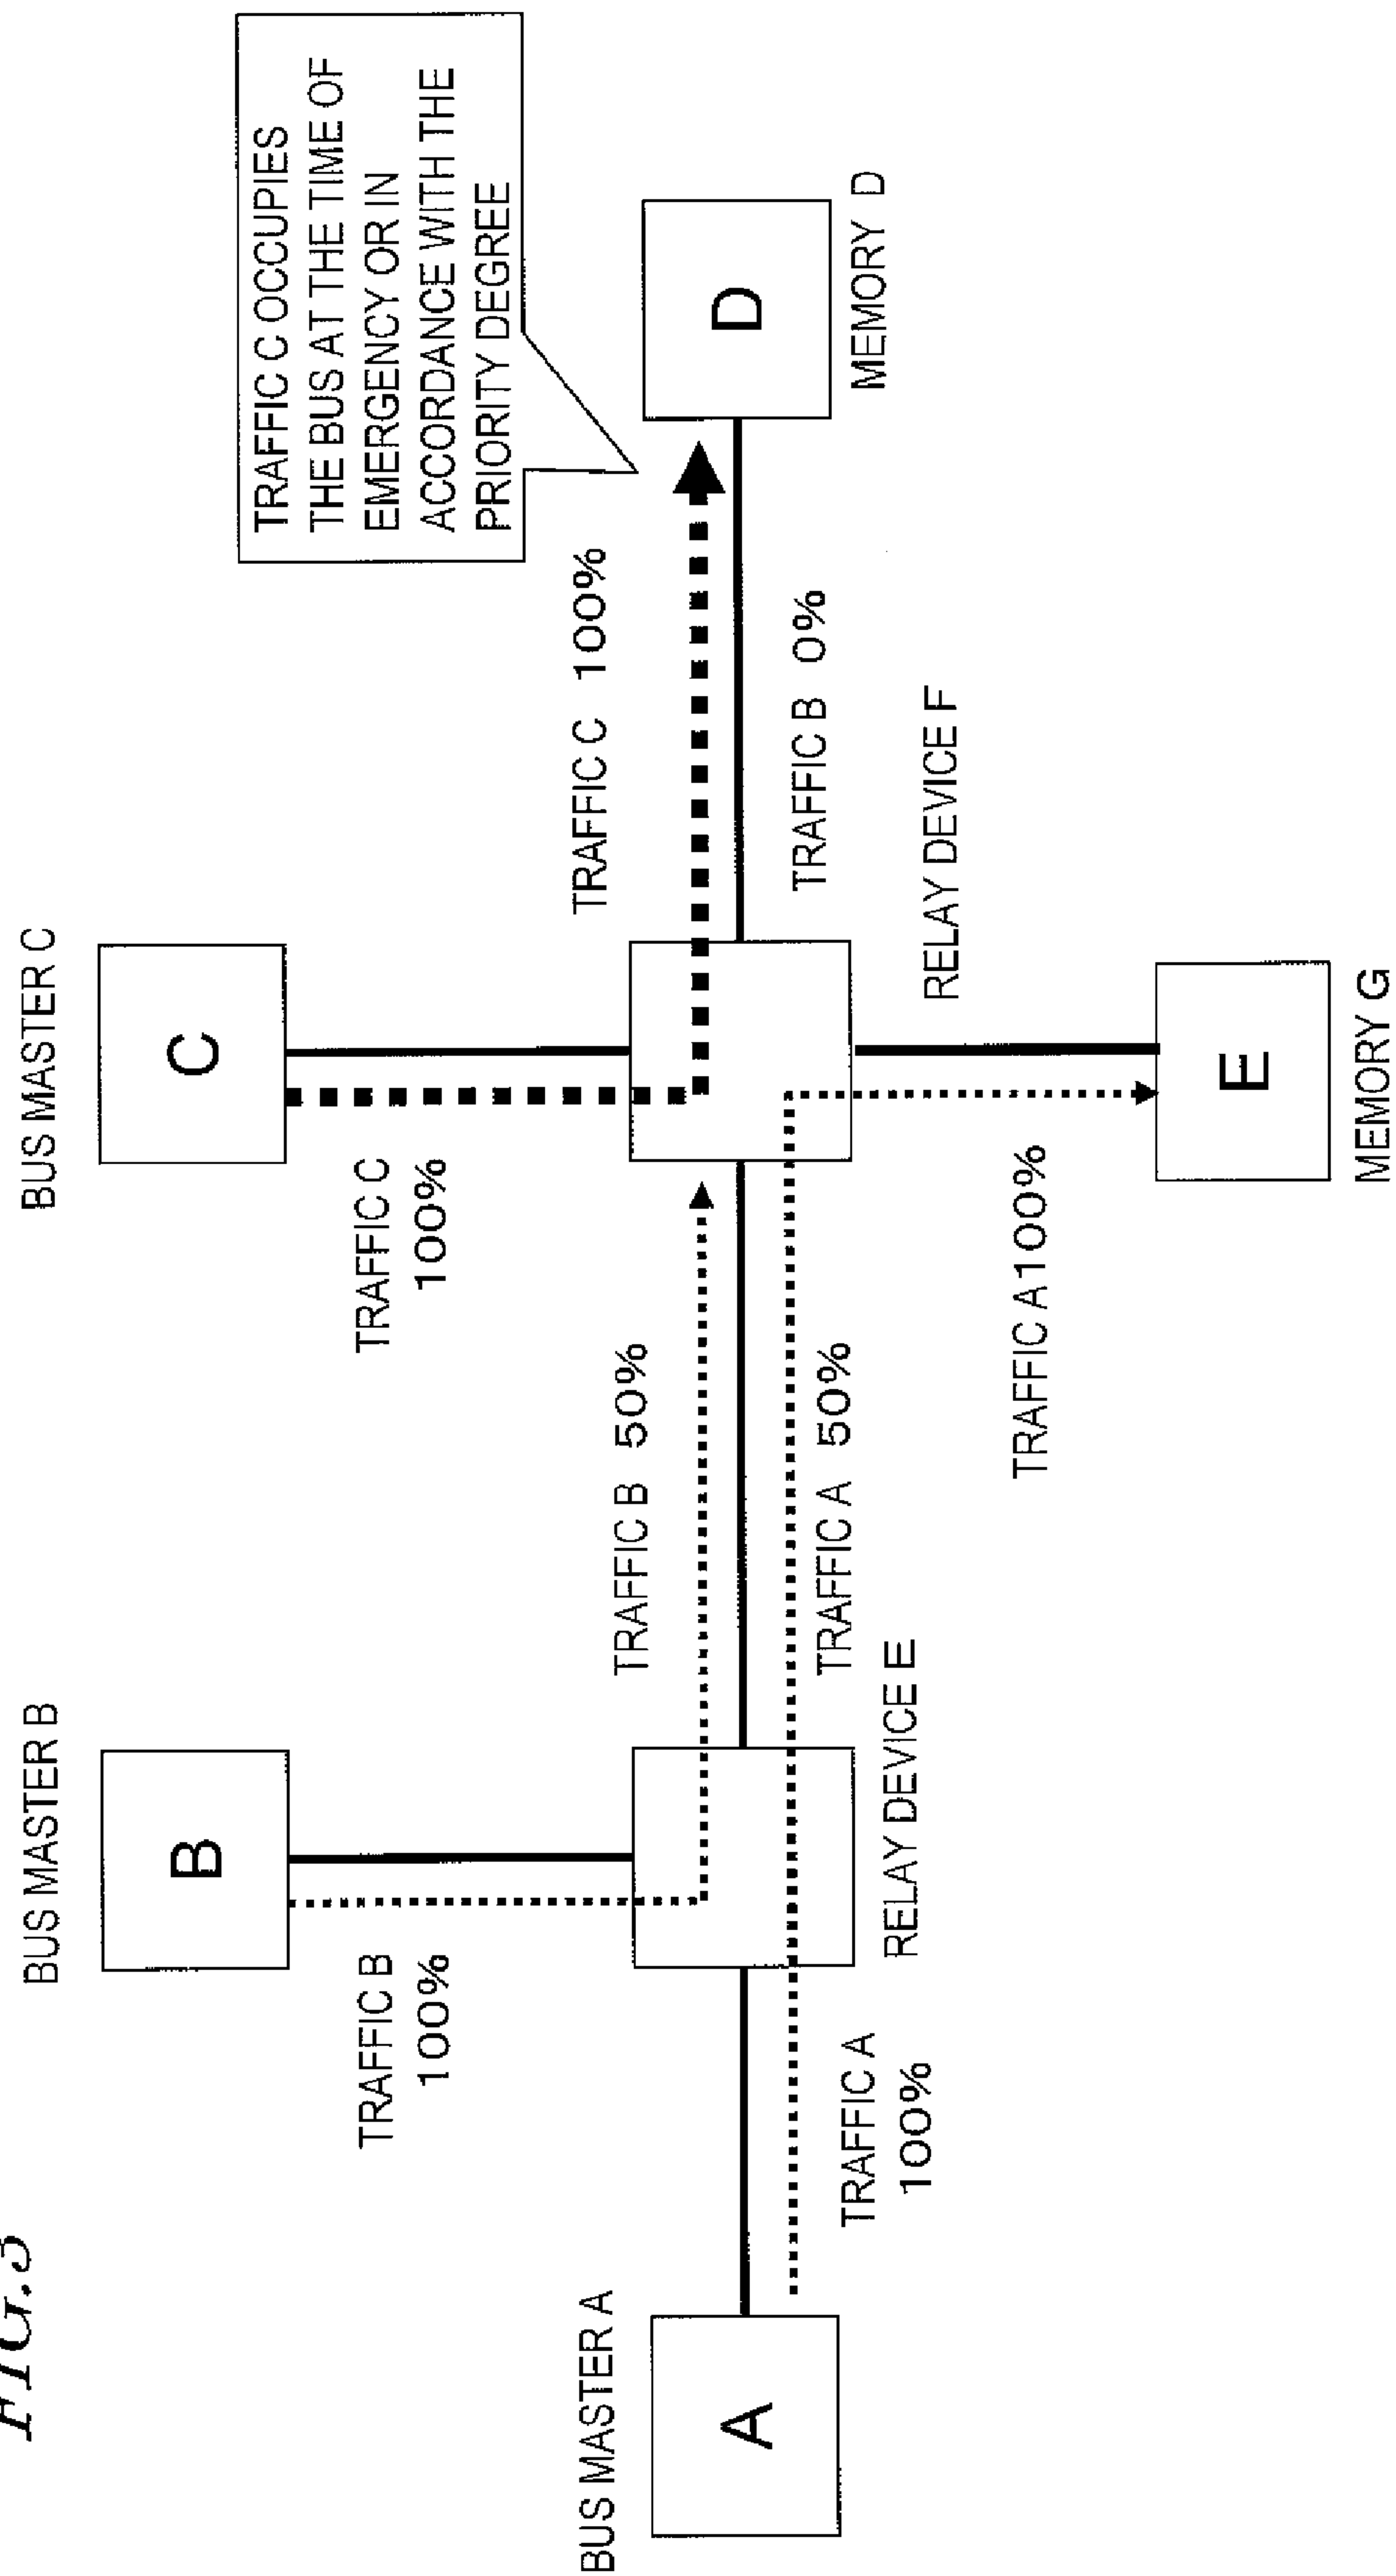 FIG.3
BUS MASTER B
BUS MASTER C
B
C
TRAFFIC C OCCUPIES
THE BUS AT THE TIME OF
EMERGENCY OR IN
ACCORDANCE WITH THE
PRIORITY DEGREE
TRAFFIC B
100%
TRAFFIC C
100%
BUS MASTER A
TRAFFIC B 50%
TRAFFIC C 100%
A
D
TRAFFIC A
100%
TRAFFIC A 50%
TRAFFIC B 0%
MEMORY D
RELAY DEVICE E
RELAY DEVICE F
TRAFFIC A100%
E
MEMORY G